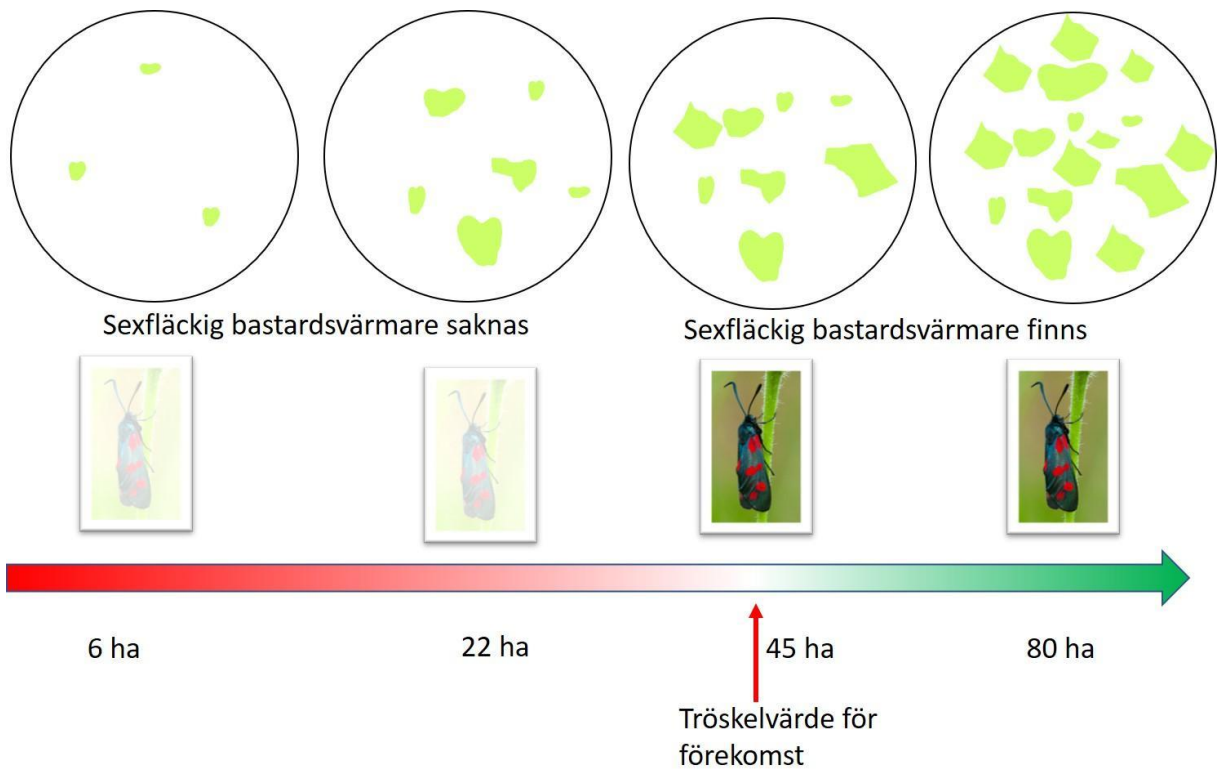 Sexfläckig bastardsvärmare saknas
Sexfläckig bastardsvärmare finns
6 ha
22 ha
45 ha
80 ha
Tröskelvärde för
förekomst